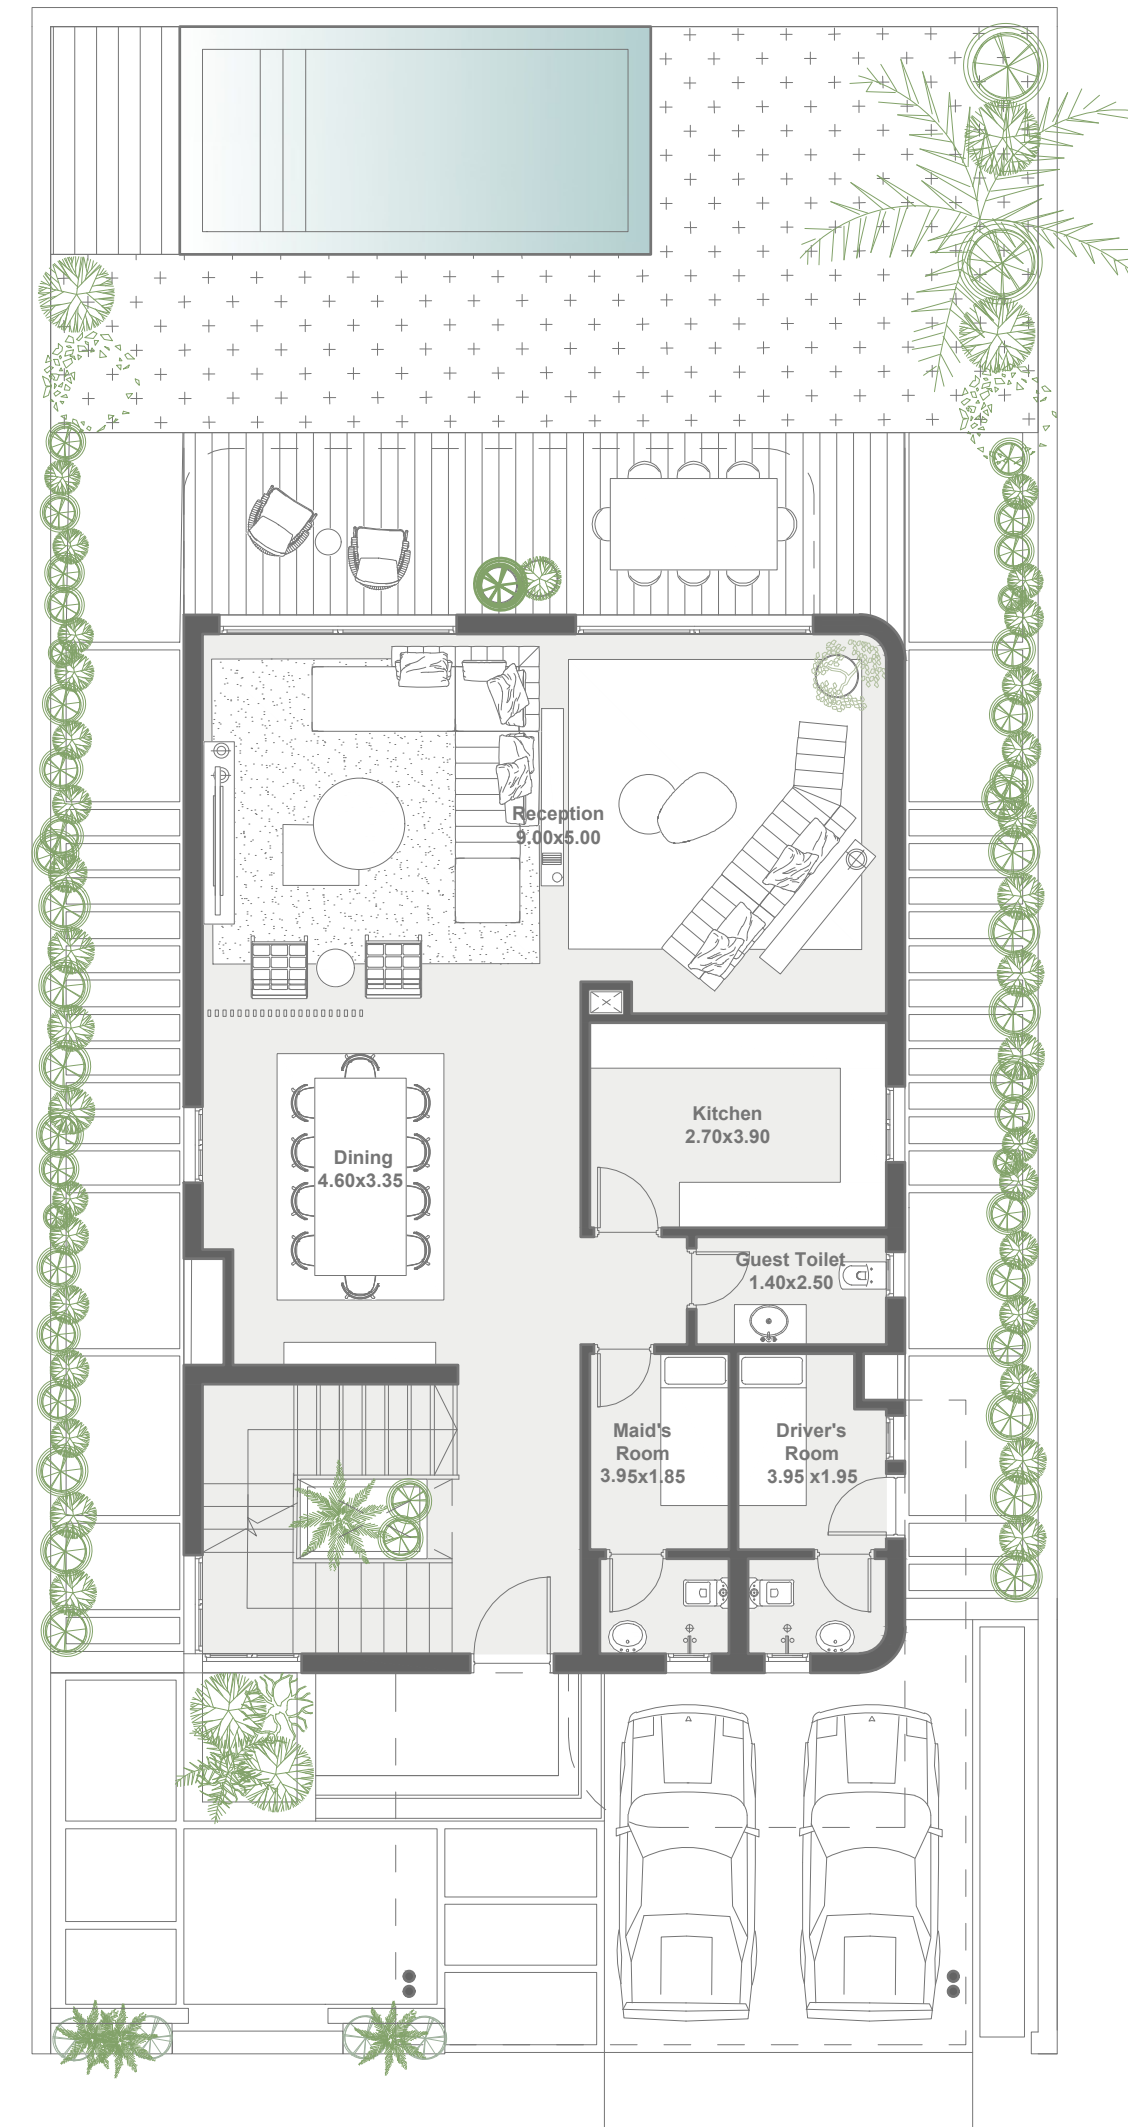 Reception
9.00x5.00
Kitchen
2.70x3.90
Dining
4.60x3.35
Guest Toilet
1.40x2.50
Maid's
Room
3.95x1.85
Driver's
Room
3.95 x1.95